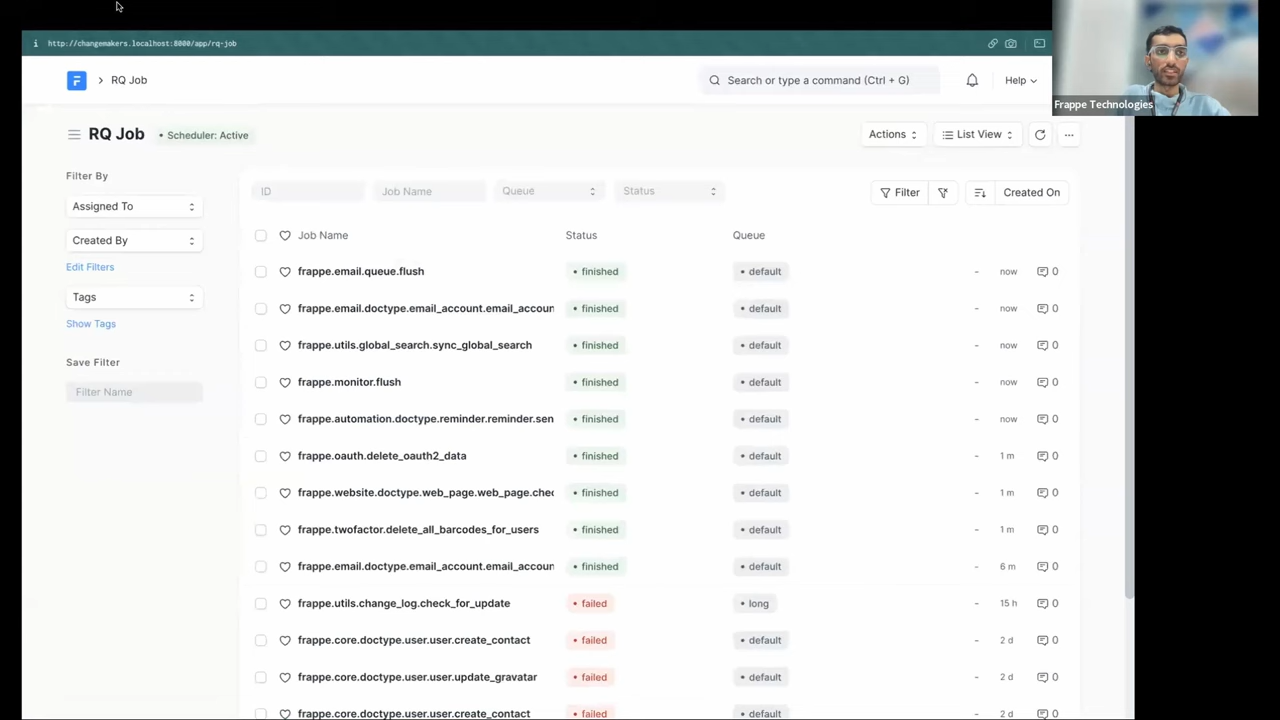 http://changemakers.localhost:8000/app/rq-job
RQ Job
Search or type a command (Ctrl + G)
Help
Frappe Technologies
RQ Job
Scheduler: Active
Actions
List View
Filter By
Assigned To
Created By
Edit Filters
Tags
Show Tags
Save Filter
Filter Name
ID
Job Name
Queue
Status
Filter
Created On
Job Name Status Queue
frappe.email.queue.flush • finished • default - now 0
frappe.email.doctype.email_account.email_accoun • finished • default - now 0
frappe.utils.global_search.sync_global_search • finished • default - now 0
frappe.monitor.flush • finished • default - now 0
frappe.automation.doctype.reminder.reminder.sen • finished • default - now 0
frappe.oauth.delete_oauth2_data • finished • default - 1 m 0
frappe.website.doctype.web_page.web_page.chec • finished • default - 1 m 0
frappe.twofactor.delete_all_barcodes_for_users • finished • default - 1 m 0
frappe.email.doctype.email_account.email_accoun • finished • default - 6 m 0
frappe.utils.change_log.check_for_update • failed • long - 15 h 0
frappe.core.doctype.user.user.create_contact • failed • default - 2 d 0
frappe.core.doctype.user.user.update_gravatar • failed • default - 2 d 0
frappe.core.doctype.user.user.create_contact • failed • default - 2 d 0